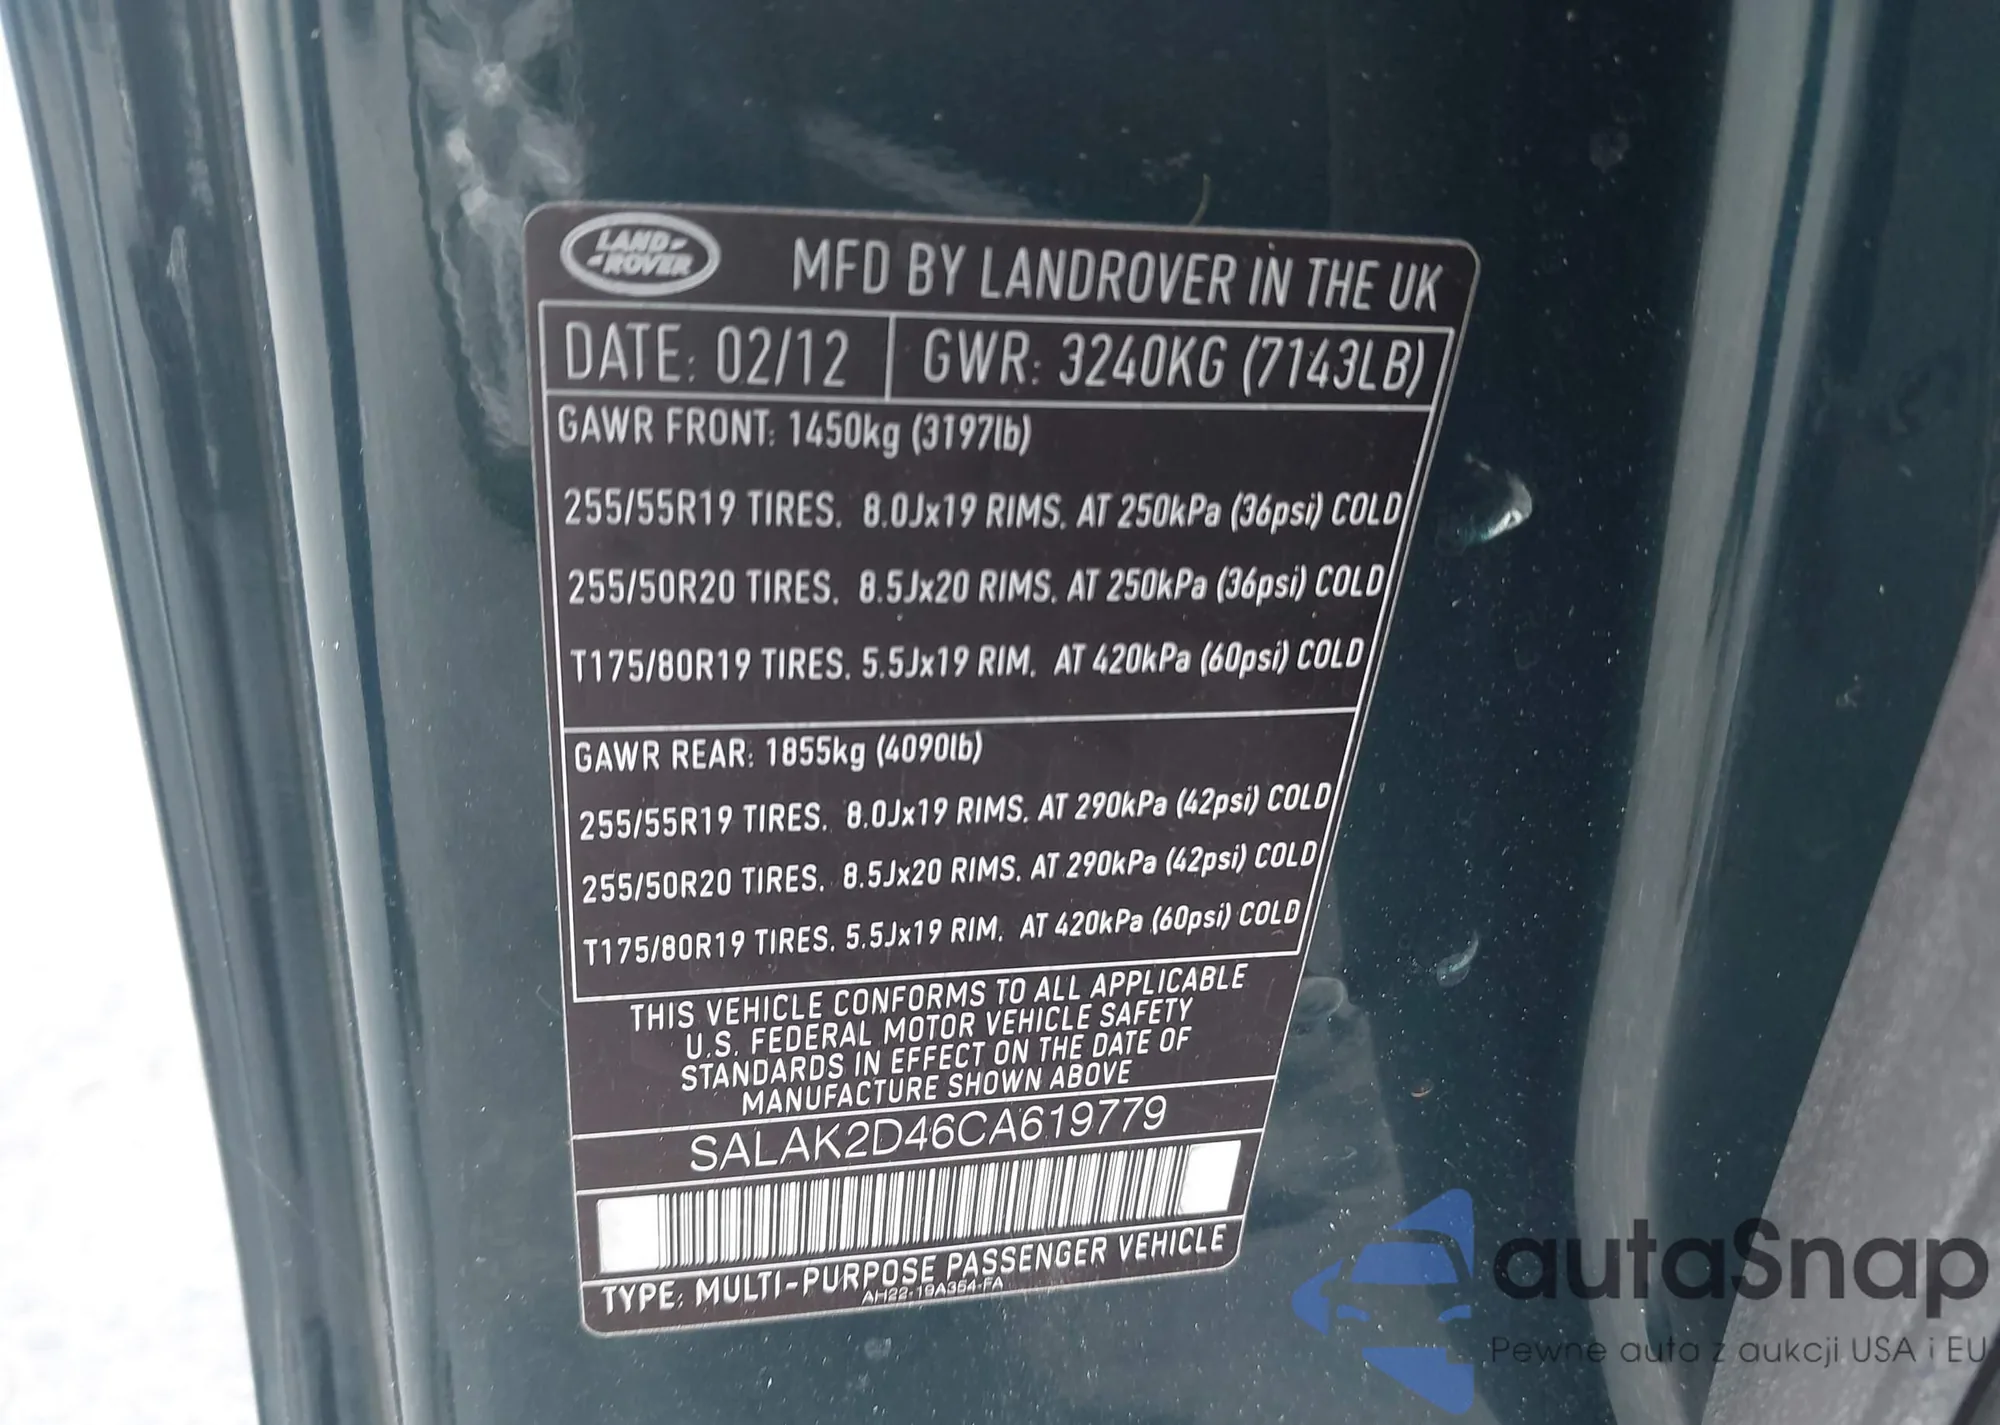 LAND-
-ROVER
MFD BY LANDROVER IN THE UK
DATE: 02/12 GWR: 3240KG (7143LB)
GAWR FRONT: 1450kg (3197lb)
255/55R19 TIRES. 8.0Jx19 RIMS. AT 250kPa (36psi) COLD
255/50R20 TIRES. 8.5Jx20 RIMS. AT 250kPa (36psi) COLD
T175/80R19 TIRES. 5.5Jx19 RIM. AT 420kPa (60psi) COLD
GAWR REAR: 1855kg (4090lb)
255/55R19 TIRES. 8.0Jx19 RIMS. AT 290kPa (42psi) COLD
255/50R20 TIRES. 8.5Jx20 RIMS. AT 290kPa (42psi) COLD
T175/80R19 TIRES. 5.5Jx19 RIM. AT 420kPa (60psi) COLD
THIS VEHICLE CONFORMS TO ALL APPLICABLE
U.S. FEDERAL MOTOR VEHICLE SAFETY
STANDARDS IN EFFECT ON THE DATE OF
MANUFACTURE SHOWN ABOVE
SALAK2D46CA619779
TYPE: MULTI-PURPOSE PASSENGER VEHICLE
AH22-19A354-FA
autaSnap
Pewne auta z aukcji USA i EU